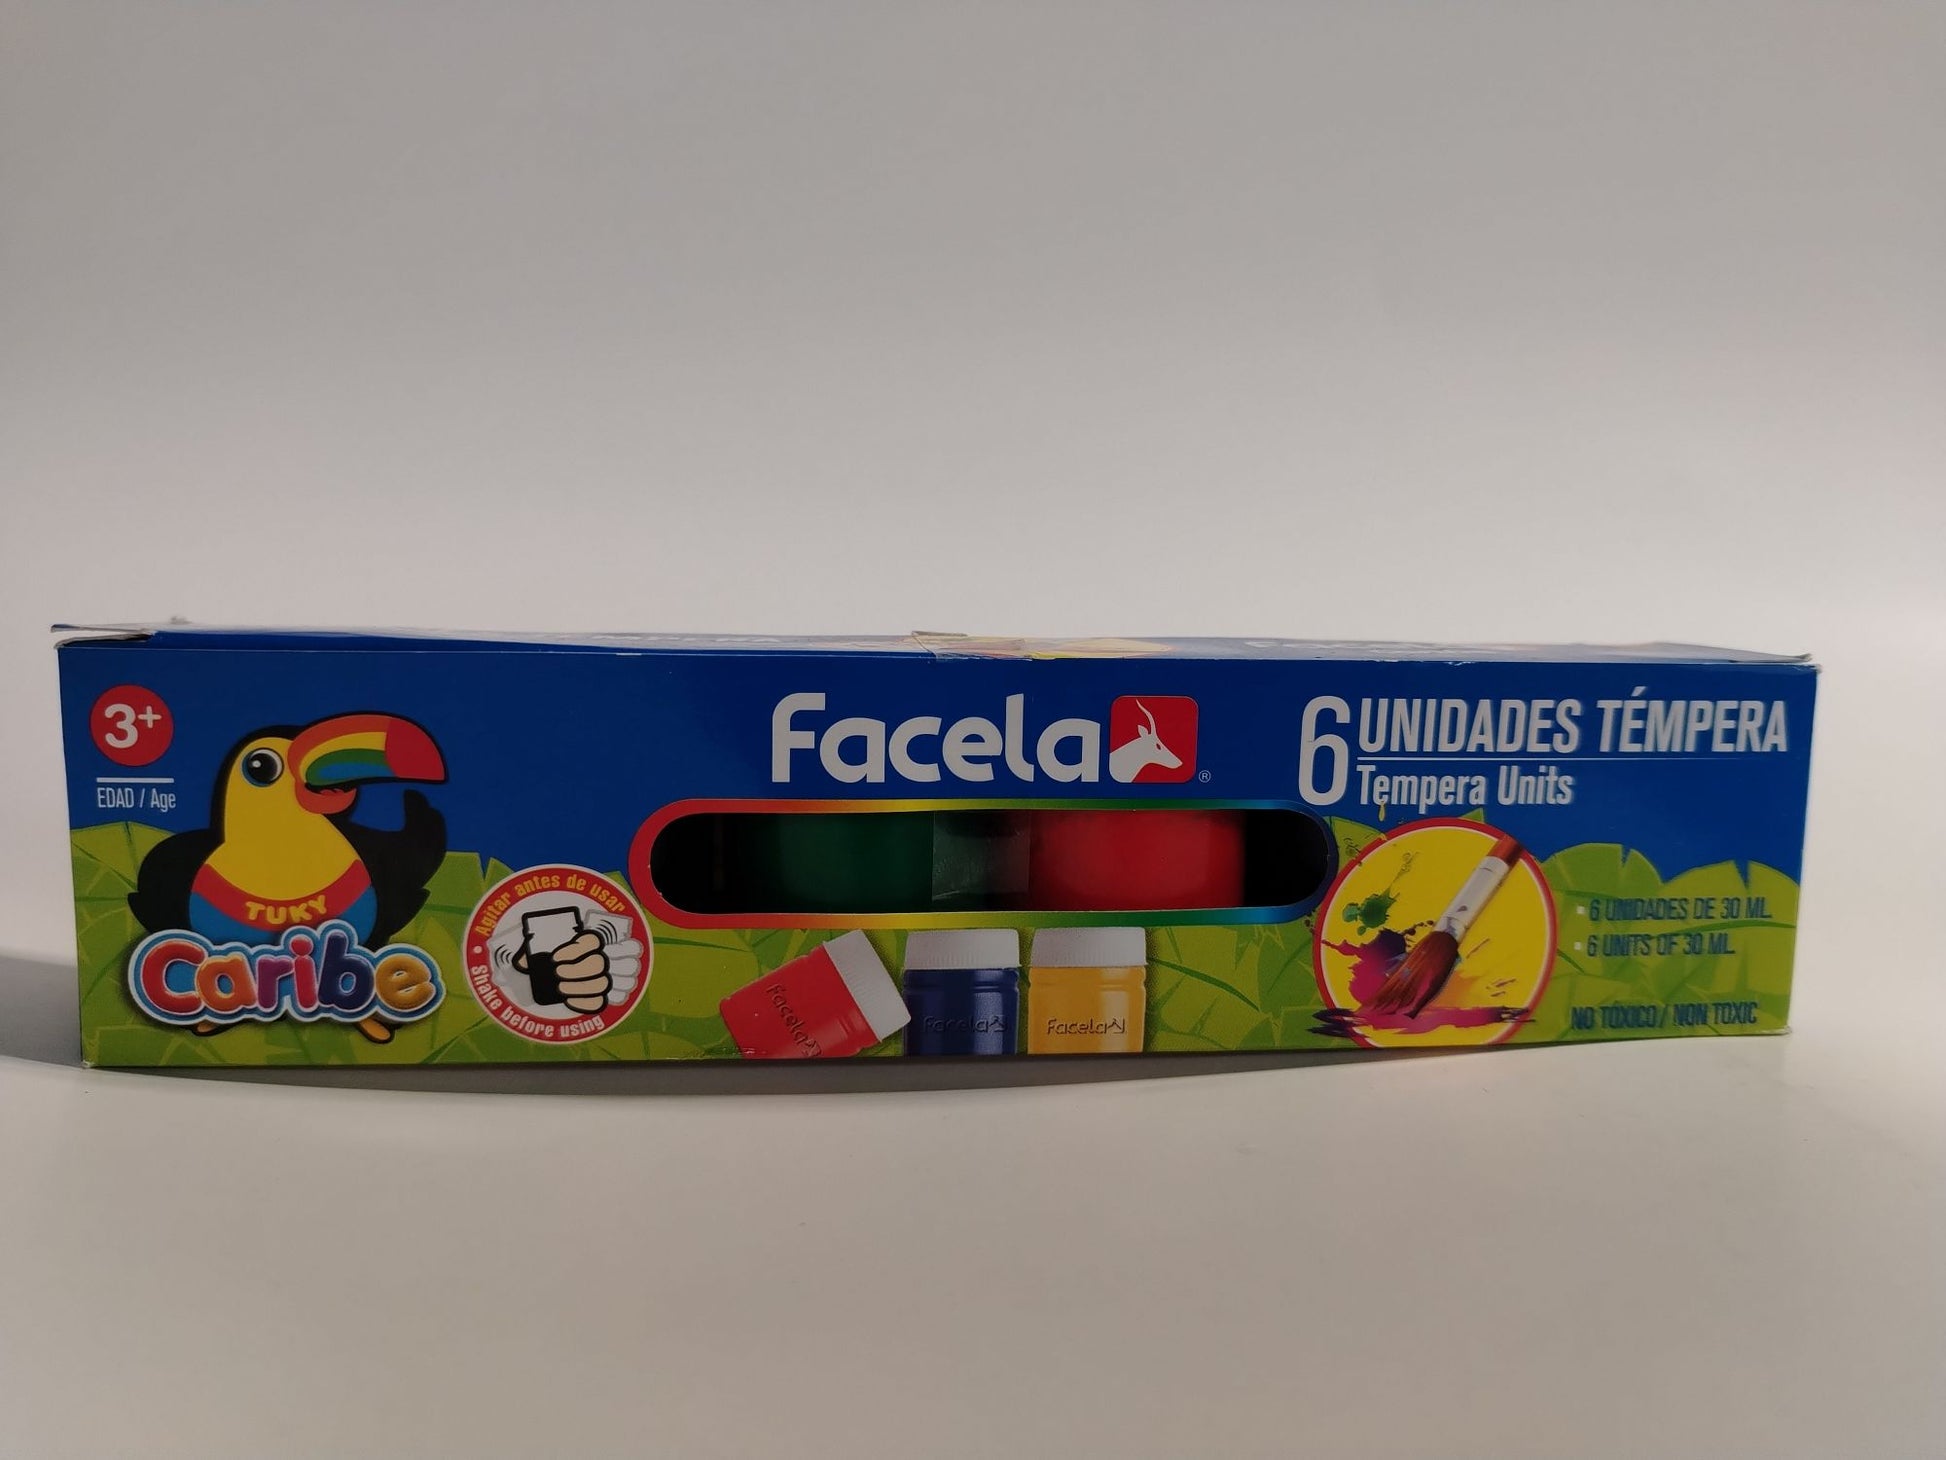 3+
EDAD / Age
TUKY
Caribe
• Agitar antes de usar
• Shake before using
Facela
®
6 UNIDADES TÉMPERA
Tempera Units
Facela
Facela
Facela
• 6 UNIDADES DE 30 ML.
• 6 UNITS OF 30 ML.
NO TÓXICO / NON TOXIC